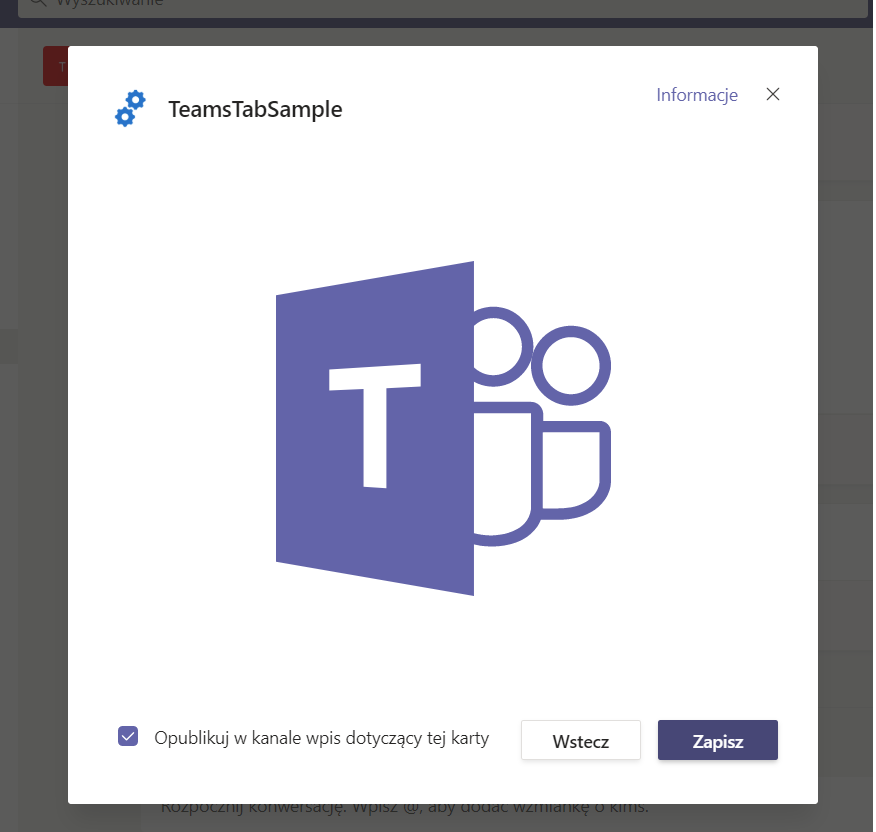 Wyszukiwanie
T
TeamsTabSample
Informacje
T
Opublikuj w kanale wpis dotyczący tej karty
Wstecz
Zapisz
Rozpocznij konwersację. Wpisz @, aby dodać wzmiankę o kimś.